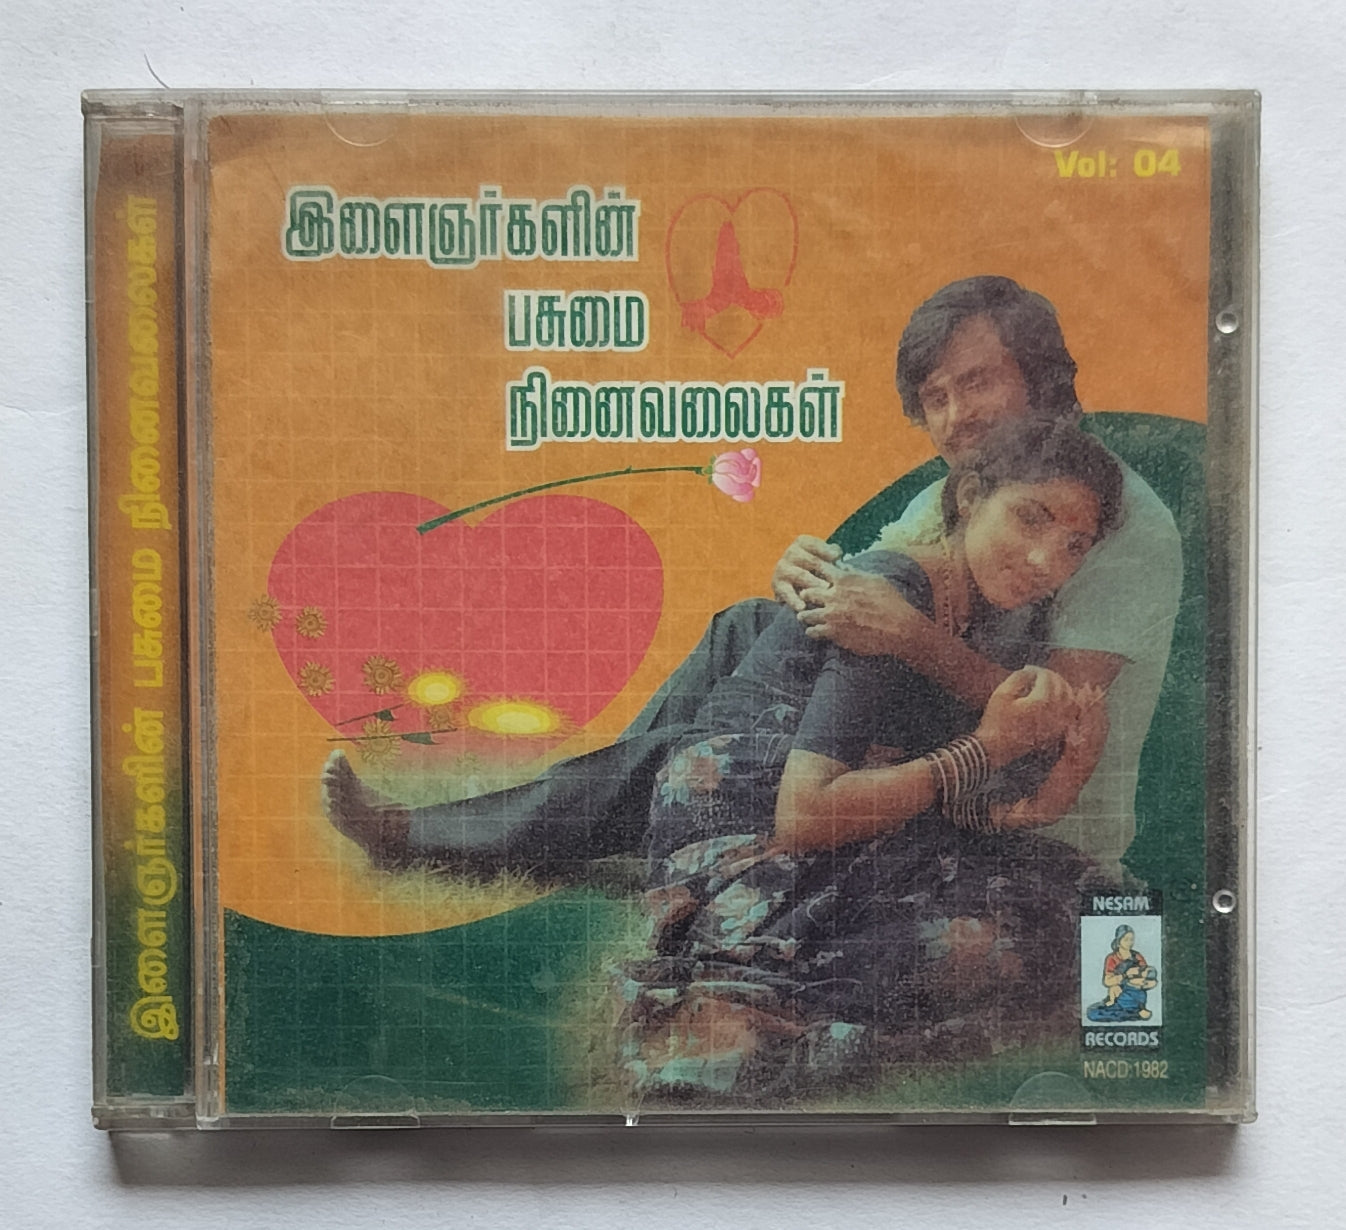 Vol: 04
இளைஞர்களின்
பசுமை
நினைவலைகள்
இளைஞர்களின் பசுமை நினைவலைகள்
NESAM
RECORDS
NACD 1982